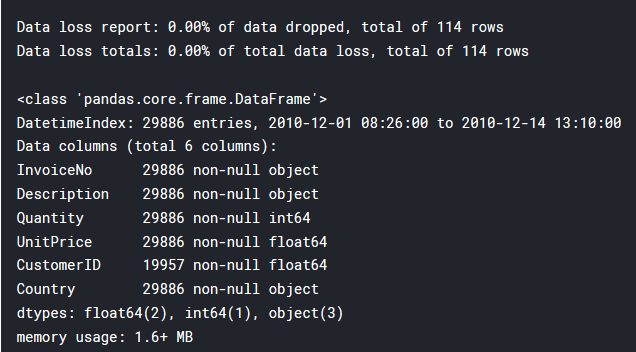 Data loss report: 0.00% of data dropped, total of 114 rows
Data loss totals: 0.00% of total data loss, total of 114 rows
<class 'pandas.core.frame.DataFrame'>
DatetimeIndex: 29886 entries, 2010-12-01 08:26:00 to 2010-12-14 13:10:00
Data columns (total 6 columns):
InvoiceNo      29886 non-null object
Description    29886 non-null object
Quantity       29886 non-null int64
UnitPrice      29886 non-null float64
CustomerID     19957 non-null float64
Country        29886 non-null object
dtypes: float64(2), int64(1), object(3)
memory usage: 1.6+ MB